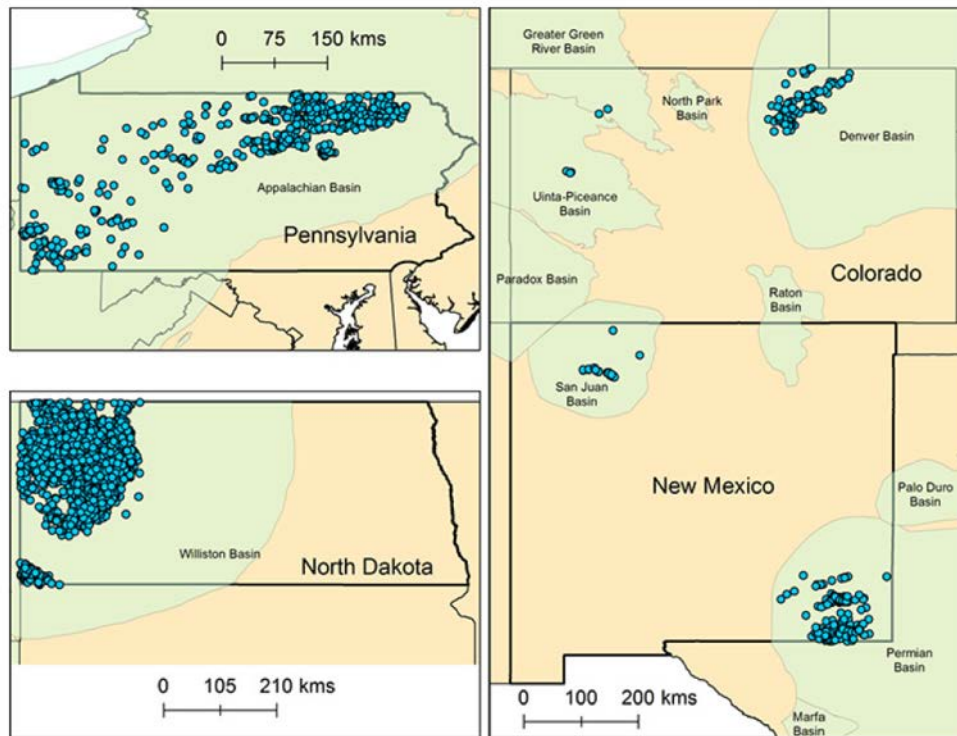 0 75 150 kms
Appalachian Basin
Pennsylvania
Williston Basin
North Dakota
0 105 210 kms
Greater Green
River Basin
North Park
Basin
Denver Basin
Uinta-Piceance
Basin
Paradox Basin
Colorado
Raton
Basin
San Juan
Basin
New Mexico
Palo Duro
Basin
Permian
Basin
0 100 200 kms
Marfa
Basin